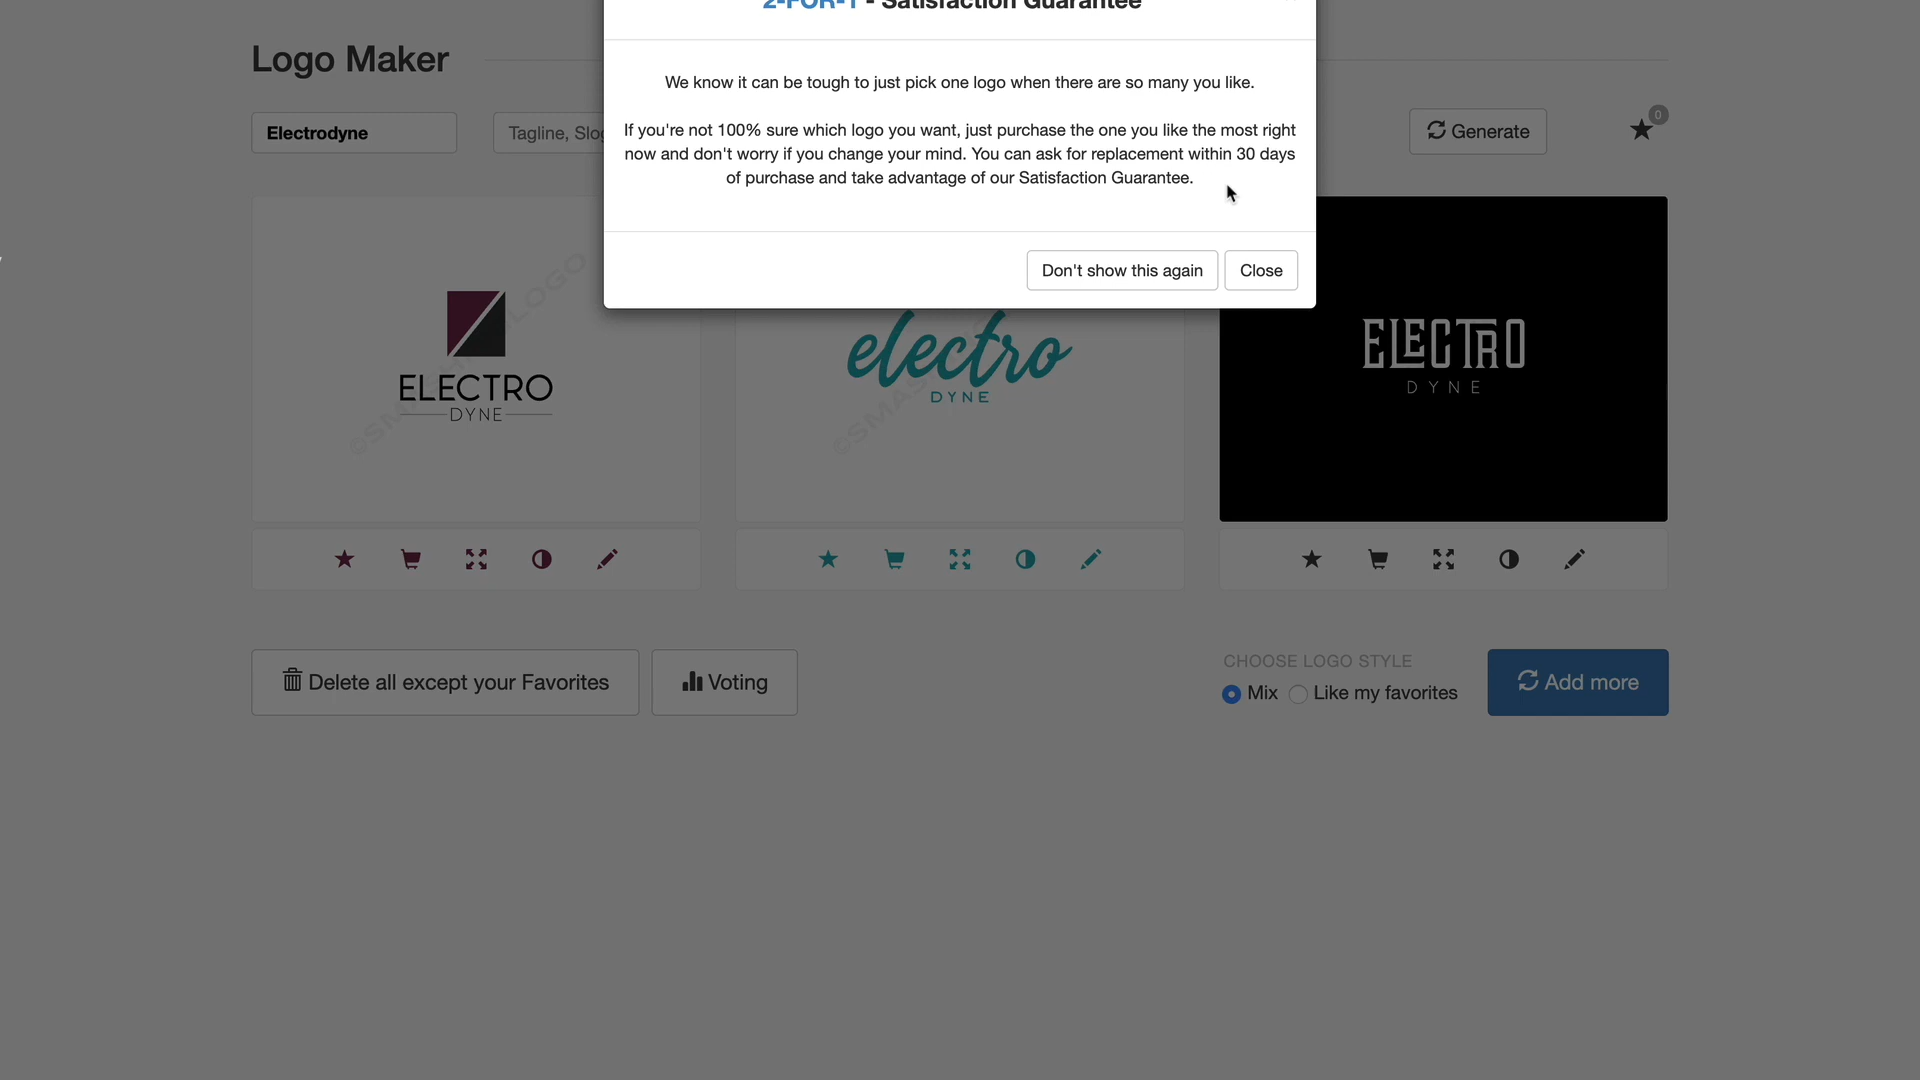 2-FOR-1 - Satisfaction Guarantee
Logo Maker
We know it can be tough to just pick one logo when there are so many you like.
Electrodyne
Tagline, Slo
If you're not 100% sure which logo you want, just purchase the one you like the most right
now and don't worry if you change your mind. You can ask for replacement within 30 days
of purchase and take advantage of our Satisfaction Guarantee.
Generate
0
Don't show this again
Close
ELECTRO
DYNE
electro
DYNE
ELECTRO
DYNE
Delete all except your Favorites
Voting
CHOOSE LOGO STYLE
Mix
Like my favorites
Add more